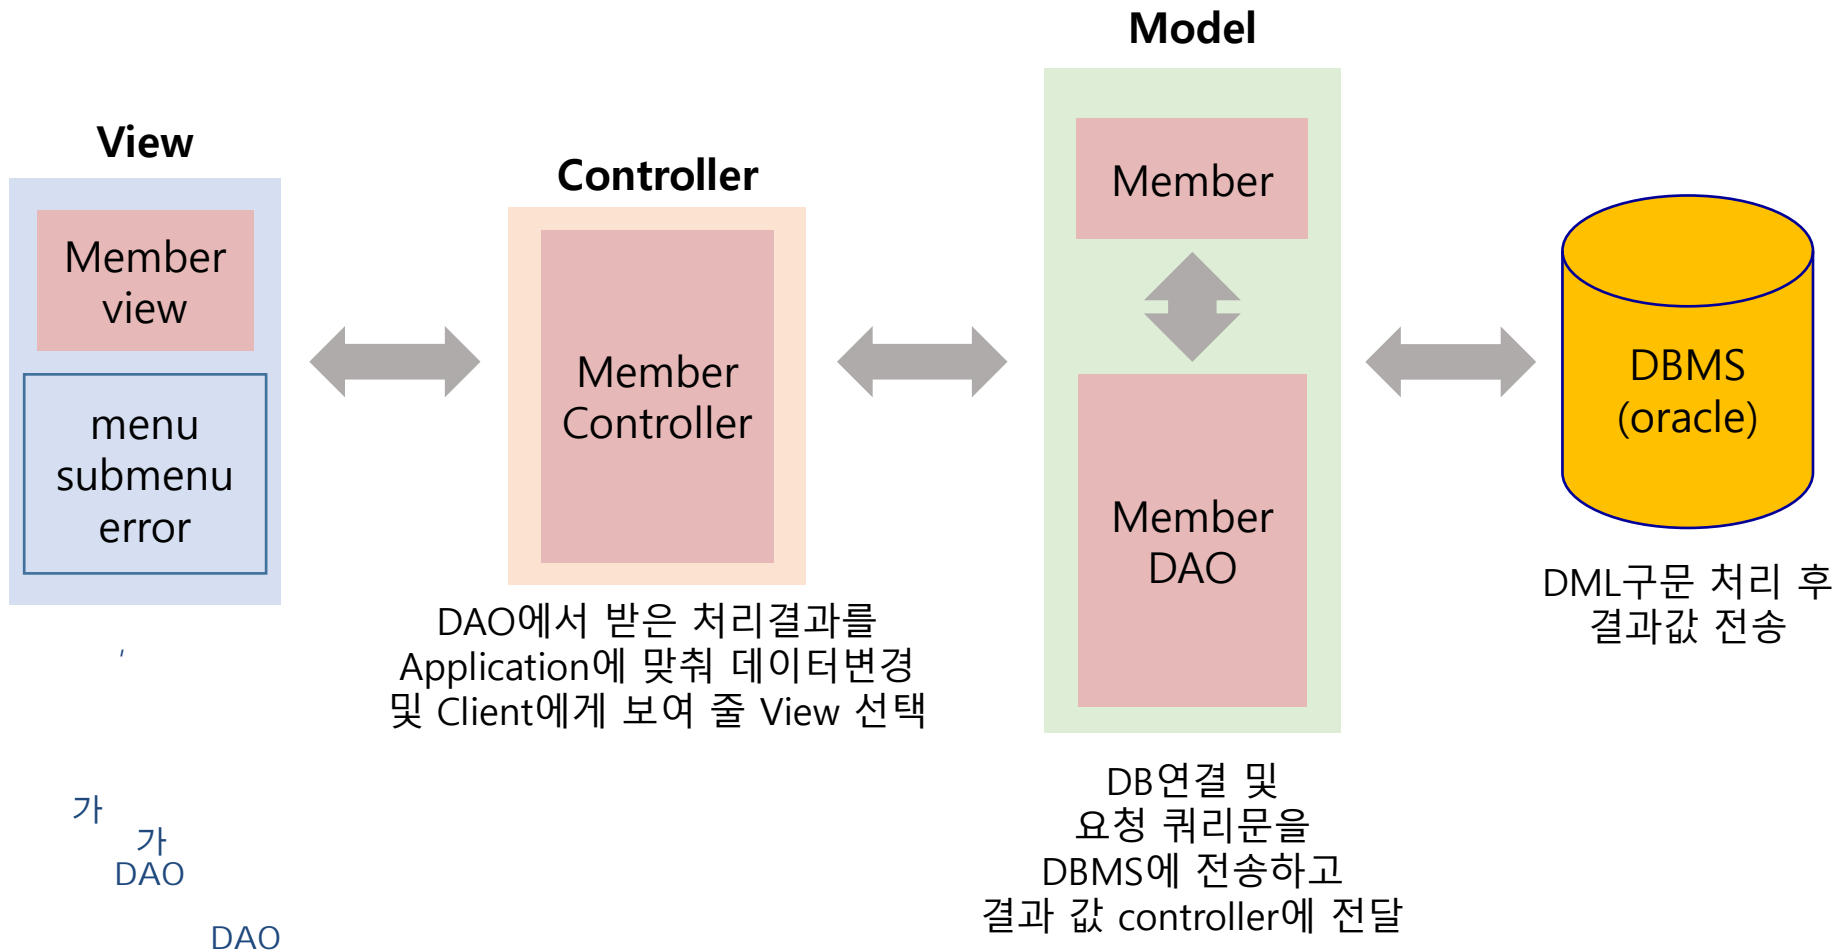 View
Member
view
menu
submenu
error
,
가
가
DAO
DAO
Controller
Member
Controller
DAO에서 받은 처리결과를
Application에 맞춰 데이터변경
및 Client에게 보여 줄 View 선택
Model
Member
Member
DAO
DB연결 및
요청 쿼리문을
DBMS에 전송하고
결과 값 controller에 전달
DBMS
(oracle)
DML구문 처리 후
결과값 전송